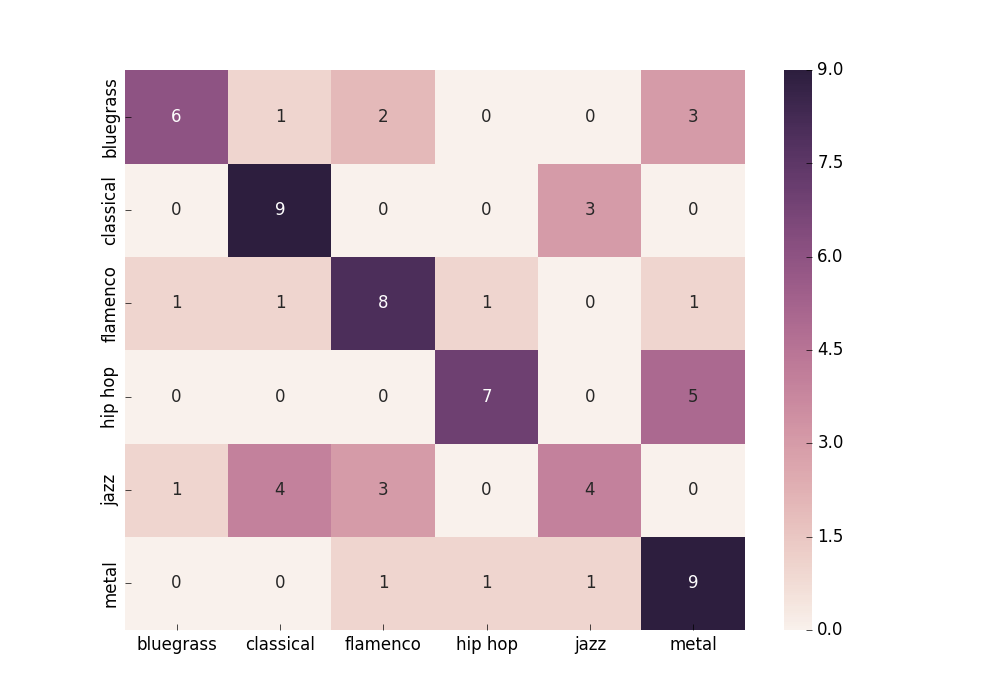 bluegrass 6 1 2 0 0 3
classical 0 9 0 0 3 0
flamenco 1 1 8 1 0 1
hip hop 0 0 0 7 0 5
jazz 1 4 3 0 4 0
metal 0 0 1 1 1 9
bluegrass classical flamenco hip hop jazz metal
9.0
7.5
6.0
4.5
3.0
1.5
0.0